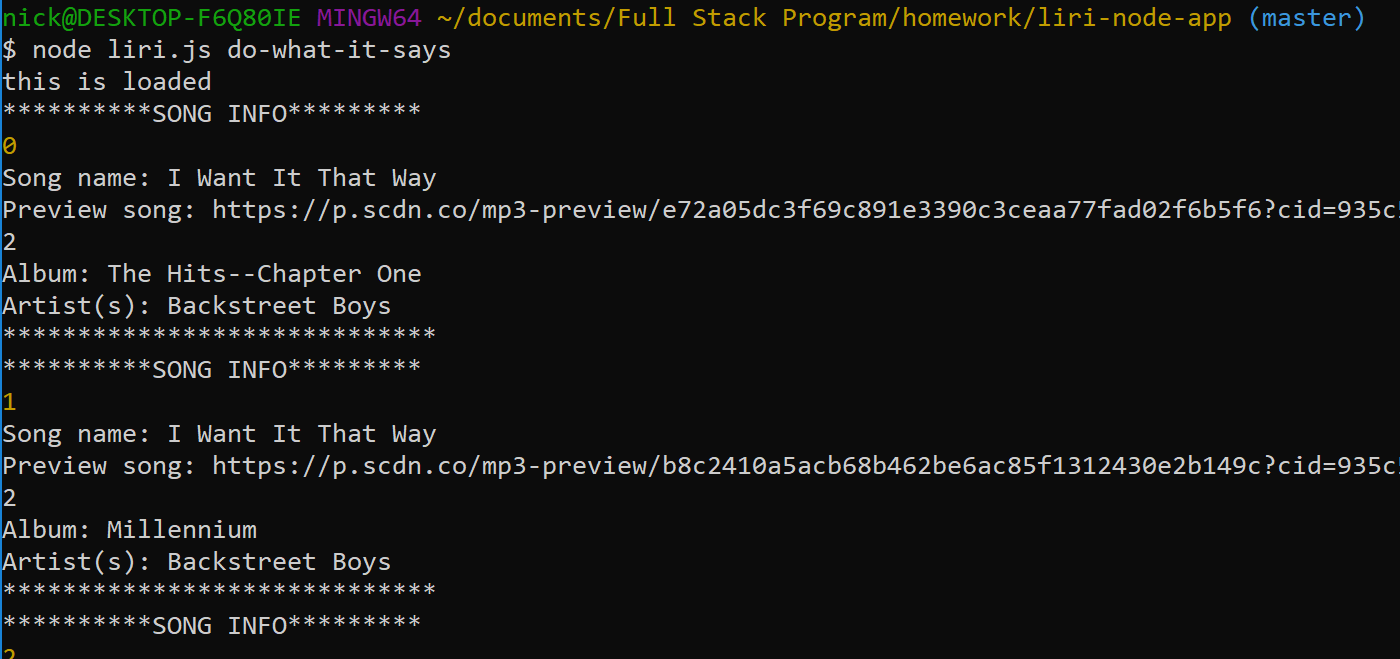 nick@DESKTOP-F6Q80IE MINGW64 ~/documents/Full Stack Program/homework/liri-node-app (master)
$ node liri.js do-what-it-says
this is loaded
**********SONG INFO*********
0
Song name: I Want It That Way
Preview song: https://p.scdn.co/mp3-preview/e72a05dc3f69c891e3390c3ceaa77fad02f6b5f6?cid=935c
2
Album: The Hits--Chapter One
Artist(s): Backstreet Boys
*****************************
**********SONG INFO*********
1
Song name: I Want It That Way
Preview song: https://p.scdn.co/mp3-preview/b8c2410a5acb68b462be6ac85f1312430e2b149c?cid=935c
2
Album: Millennium
Artist(s): Backstreet Boys
*****************************
**********SONG INFO*********
2